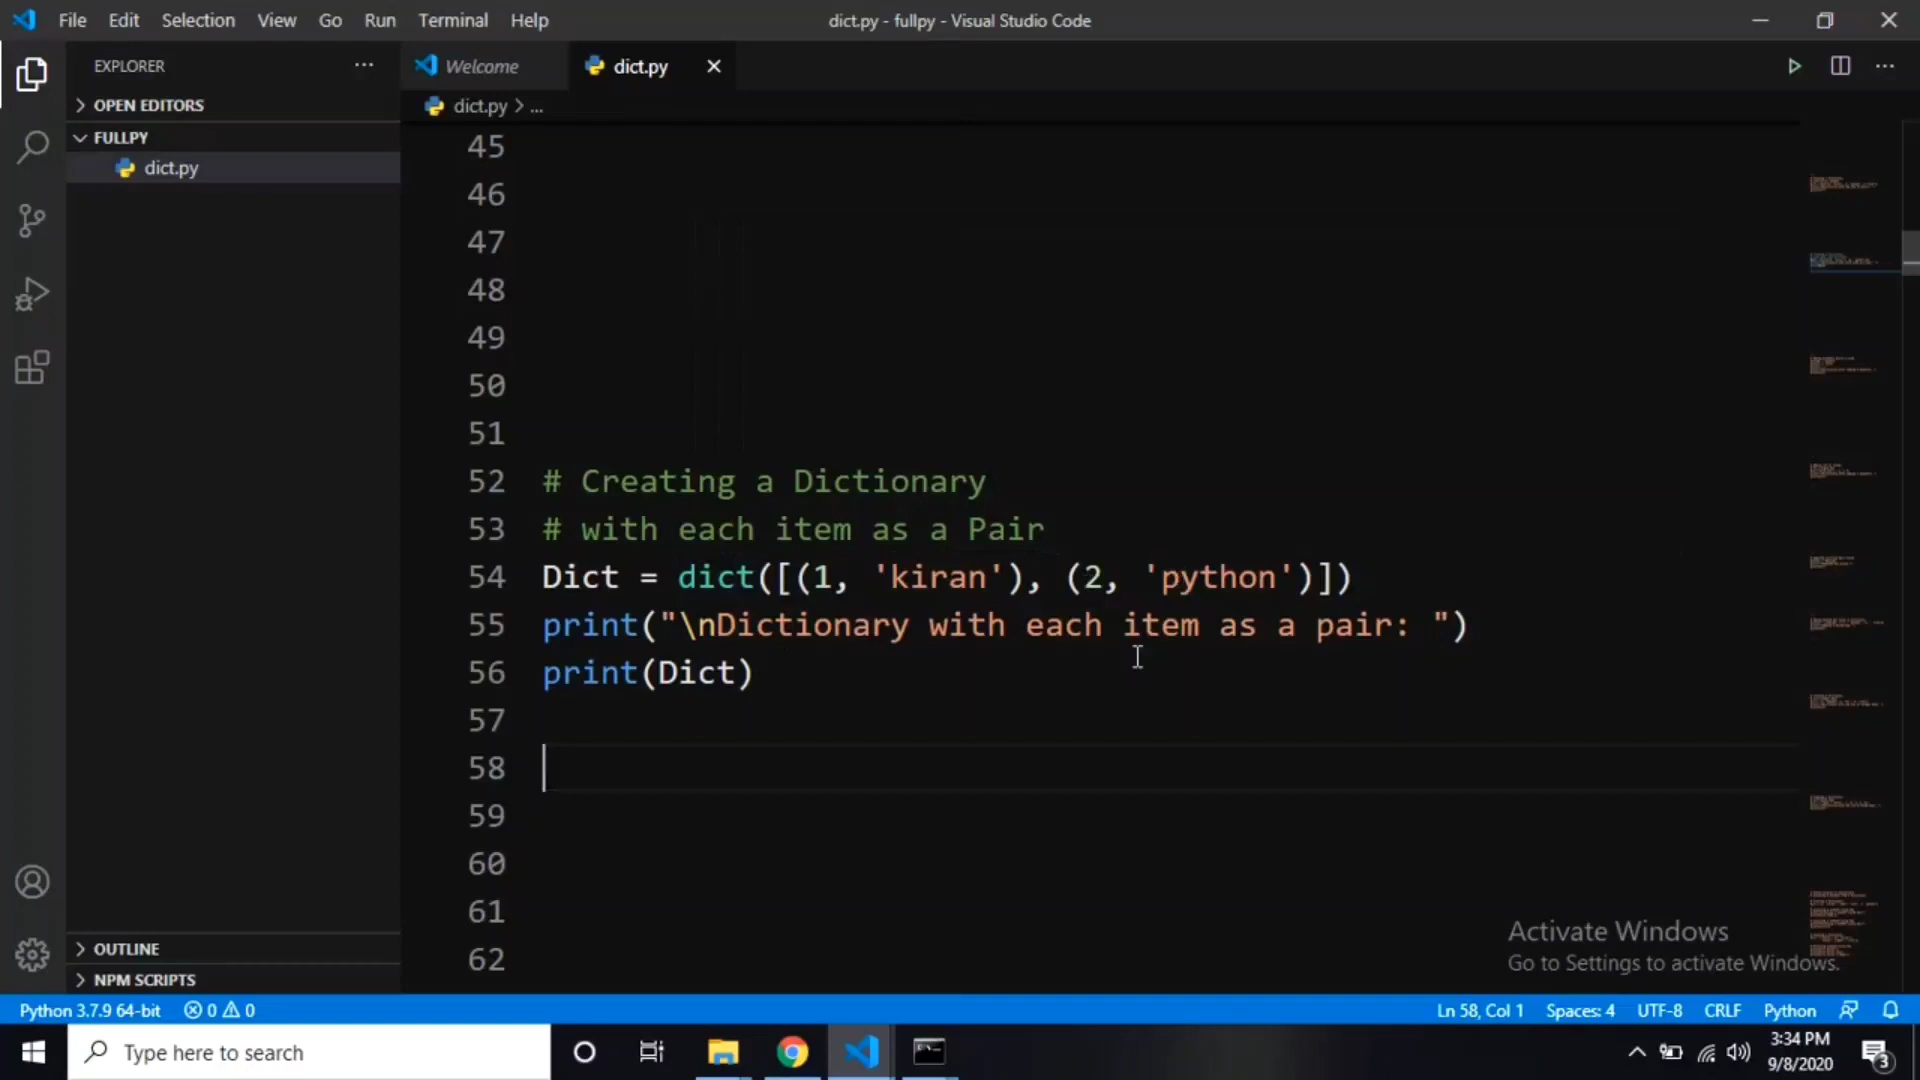 File Edit Selection View Go Run Terminal Help
dict.py - fullpy - Visual Studio Code
EXPLORER
Welcome
dict.py
OPEN EDITORS
dict.py > ...
FULLPY
dict.py
45
46
47
48
49
50
51
52 # Creating a Dictionary
53 # with each item as a Pair
54 Dict = dict([(1, 'kiran'), (2, 'python')])
55 print("\nDictionary with each item as a pair: ")
56 print(Dict)
57
58
59
60
61
62
Activate Windows
Go to Settings to activate Windows.
OUTLINE
NPM SCRIPTS
Python 3.7.9 64-bit 0 0 Ln 58, Col 1 Spaces: 4 UTF-8 CRLF Python
Type here to search
3:34 PM
9/8/2020
3